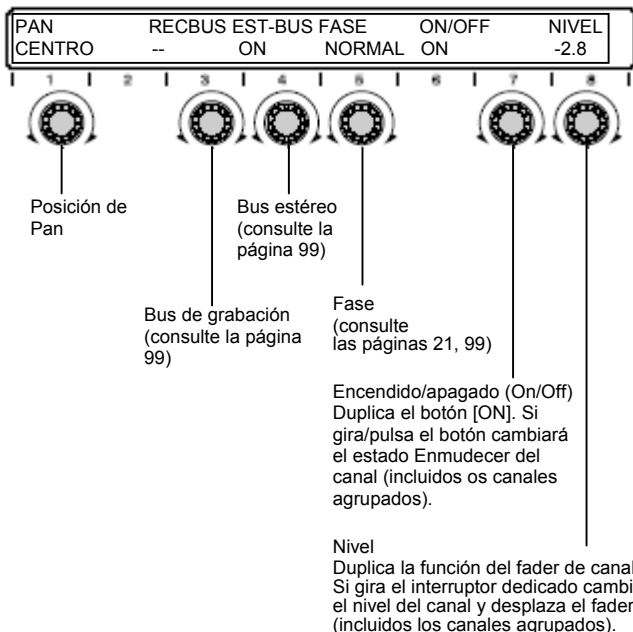 PAN RECBUS EST-BUS FASE ON/OFF NIVEL
CENTRO -- ON NORMAL ON -2.8
1 2 3 4 5 6 7 8
Posición de
Pan
Bus estéreo
(consulte la
página 99)
Bus de grabación
(consulte la página
99)
Fase
(consulte
las páginas 21, 99)
Encendido/apagado (On/Off)
Duplica el botón [ON]. Si
gira/pulsa el botón cambiará
el estado Enmudecer del
canal (incluidos os canales
agrupados).
Nivel
Duplica la función del fader de canal
Si gira el interruptor dedicado cambi
el nivel del canal y desplaza el fader
(incluidos los canales agrupados).